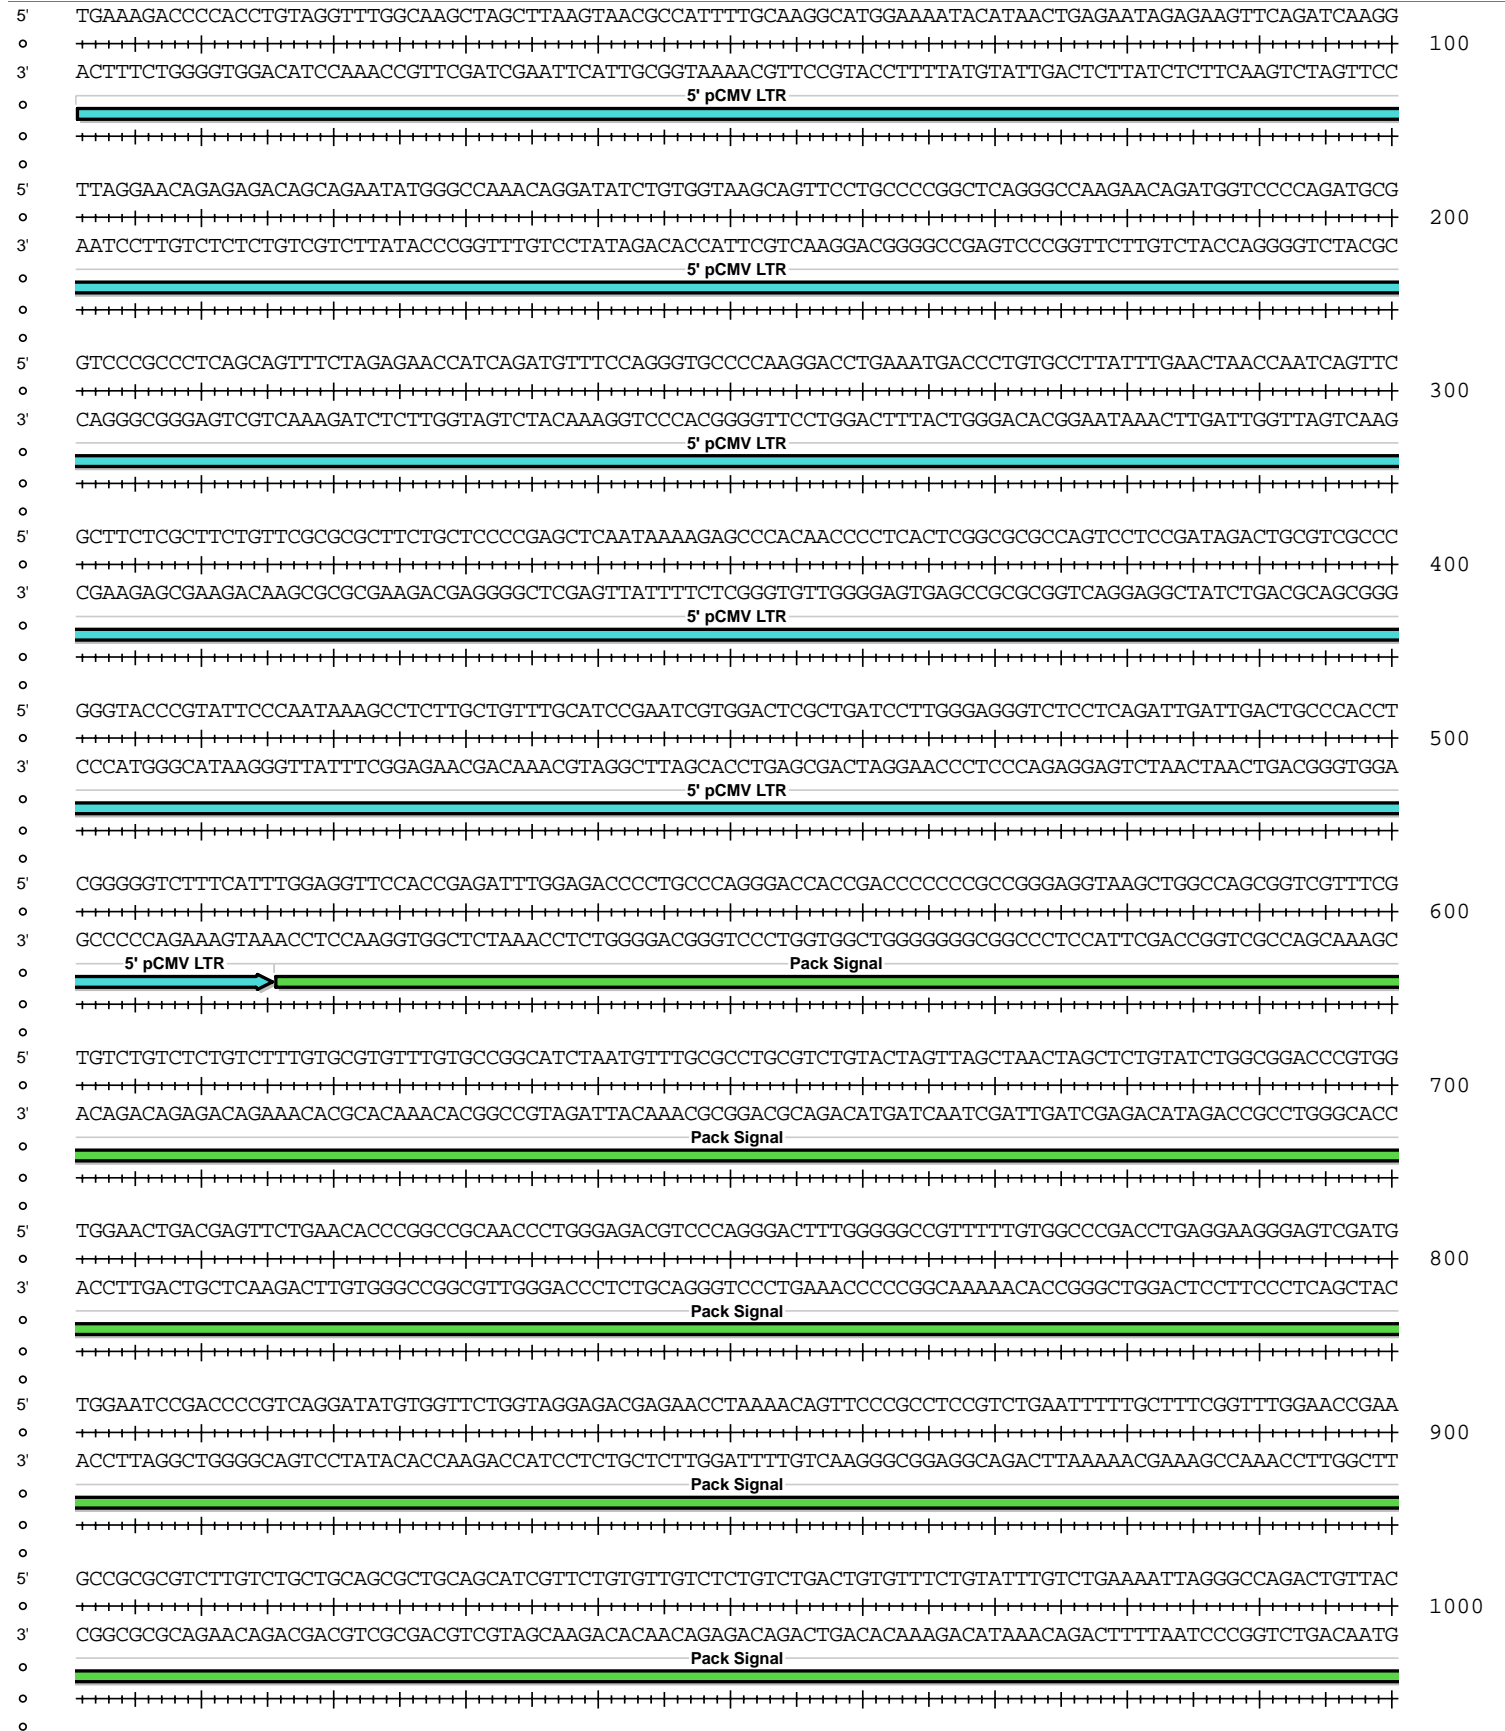 5' TGAAAGACCCCACCTGTAGGTTTGGCAAGCTAGCTTAAGTAACGCCATTTTGCAAGGCATGGAAAATACATAACTGAGAATAGAGAAGTTCAGATCAAGG
100
3' ACTTTCTGGGGTGGACATCCAAACCGTTCGATCGAATTCATTGCGGTAAAACGTTCCGTACCTTTTATGTATTGACTCTTATCTCTTCAAGTCTAGTTCC
5' pCMV LTR
5' TTAGGAACAGAGAGACAGCAGAATATGGGCCAAACAGGATATCTGTGGTAAGCAGTTCCTGCCCCGGCTCAGGGCCAAGAACAGATGGTCCCCAGATGCG
200
3' AATCCTTGTCTCTCTGTCGTCTTATACCCGGTTTGTCCTATAGACACCATTCGTCAAGGACGGGGCCGAGTCCCGGTTCTTGTCTACCAGGGGTCTACGC
5' pCMV LTR
5' GTCCCGCCCTCAGCAGTTTCTAGAGAACCATCAGATGTTTCCAGGGTGCCCCAAGGACCTGAAATGACCCTGTGCCTTATTTGAACTAACCAATCAGTTC
300
3' CAGGGCGGGAGTCGTCAAAGATCTCTTGGTAGTCTACAAAGGTCCCACGGGGTTCCTGGACTTTACTGGGACACGGAATAAACTTGATTGGTTAGTCAAG
5' pCMV LTR
5' GCTTCTCGCTTCTGTTCGCGCGCTTCTGCTCCCCGAGCTCAATAAAAGAGCCCACAACCCCTCACTCGGCGCGCCAGTCCTCCGATAGACTGCGTCGCCC
400
3' CGAAGAGCGAAGACAAGCGCGCGAAGACGAGGGGCTCGAGTTATTTTCTCGGGTGTTGGGGAGTGAGCCGCGCGGTCAGGAGGCTATCTGACGCAGCGGG
5' pCMV LTR
5' GGGTACCCGTATTCCCAATAAAGCCTCTTGCTGTTTGCATCCGAATCGTGGACTCGCTGATCCTTGGGAGGGTCTCCTCAGATTGATTGACTGCCCACCT
500
3' CCCATGGGCATAAGGGTTATTTCGGAGAACGACAAACGTAGGCTTAGCACCTGAGCGACTAGGAACCCTCCCAGAGGAGTCTAACTAACTGACGGGTGGA
5' pCMV LTR
5' CGGGGGTCTTTCATTTGGAGGTTCCACCGAGATTTGGAGACCCCTGCCCAGGGACCACCGACCCCCCCGCCGGGAGGTAAGCTGGCCAGCGGTCGTTTCG
600
3' GCCCCCAGAAAGTAAACCTCCAAGGTGGCTCTAAACCTCTGGGGACGGGTCCCTGGTGGCTGGGGGGGCGGCCCTCCATTCGACCGGTCGCCAGCAAAGC
5' pCMV LTR Pack Signal
5' TGTCTGTCTCTGTCTTTGTGCGTGTTTGTGCCGGCATCTAATGTTTGCGCCTGCGTCTGTACTAGTTAGCTAACTAGCTCTGTATCTGGCGGACCCGTGG
700
3' ACAGACAGAGACAGAAACACGCACAAACACGGCCGTAGATTACAAACGCGGACGCAGACATGATCAATCGATTGATCGAGACATAGACCGCCTGGGCACC
Pack Signal
5' TGGAACTGACGAGTTCTGAACACCCGGCCGCAACCCTGGGAGACGTCCCAGGGACTTTGGGGGCCGTTTTTGTGGCCCGACCTGAGGAAGGGAGTCGATG
800
3' ACCTTGACTGCTCAAGACTTGTGGGCCGGCGTTGGGACCCTCTGCAGGGTCCCTGAAACCCCCGGCAAAAACACCGGGCTGGACTCCTTCCCTCAGCTAC
Pack Signal
5' TGGAATCCGACCCCGTCAGGATATGTGGTTCTGGTAGGAGACGAGAACCTAAAACAGTTCCCGCCTCCGTCTGAATTTTTGCTTTCGGTTTGGAACCGAA
900
3' ACCTTAGGCTGGGGCAGTCCTATACACCAAGACCATCCTCTGCTCTTGGATTTTGTCAAGGGCGGAGGCAGACTTAAAAACGAAAGCCAAACCTTGGCTT
Pack Signal
5' GCCGCGCGTCTTGTCTGCTGCAGCGCTGCAGCATCGTTCTGTGTTGTCTCTGTCTGACTGTGTTTCTGTATTTGTCTGAAAATTAGGGCCAGACTGTTAC
1000
3' CGGCGCGCAGAACAGACGACGTCGCGACGTCGTAGCAAGACACAACAGAGACAGACTGACACAAAGACATAAACAGACTTTTAATCCCGGTCTGACAATG
Pack Signal